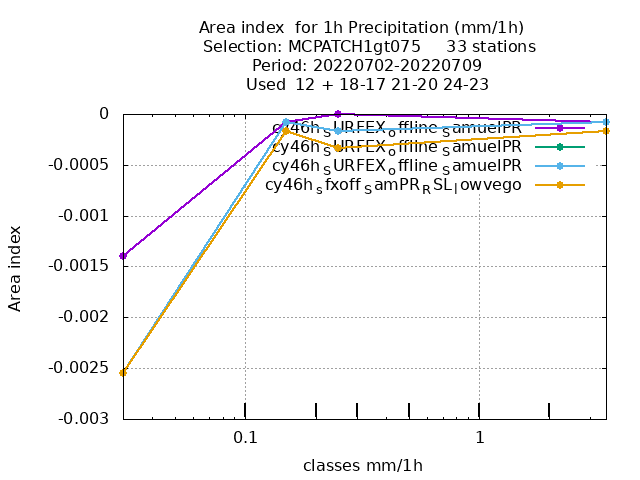 Area index  for 1h Precipitation (mm/1h)
Selection: MCPATCH1gt075     33 stations
Period: 20220702-20220709
Used  12 + 18-17 21-20 24-23
0
-0.0005
-0.001
-0.0015
-0.002
-0.0025
-0.003
Area index
cy46hSURFEXofflineSamuelPR
cy46hSURFEXofflineSamuelPR
cy46hSURFEXofflineSamuelPR
cy46hsfxoffSamPRRSLlowvego
0.1
1
classes mm/1h